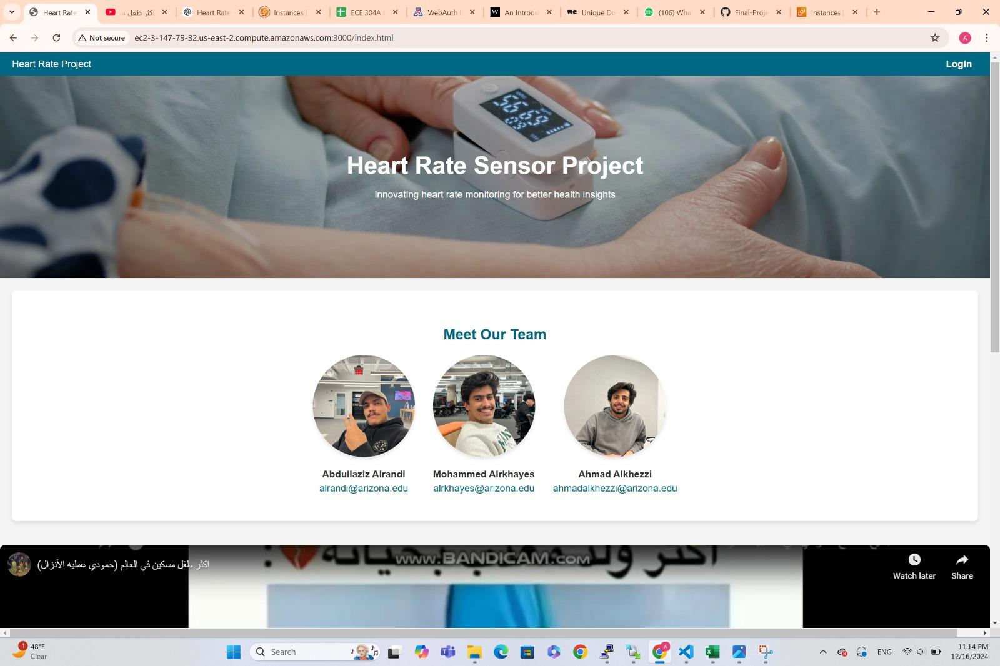 Heart Rate
اكثر طفل
Heart Rate
Instances
ECE 304A
WebAuth
An Introdu
Unique Do
(106) Wha
Final-Proje
Instances
Not secure
ec2-3-147-79-32.us-east-2.compute.amazonaws.com:3000/index.html
A
Heart Rate Project
Login
Heart Rate Sensor Project
Innovating heart rate monitoring for better health insights
Meet Our Team
Abdullaziz Alrandi
alrandi@arizona.edu
Mohammed Alrkhayes
alrkhayes@arizona.edu
Ahmad Alkhezzi
ahmadalkhezzi@arizona.edu
اكثر طفل مسكين في العالم (حمودي عمليه الأنزال)
www.BANDICAM.com
Watch later
Share
1
48°F
Clear
Search
ENG
11:14 PM
12/16/2024